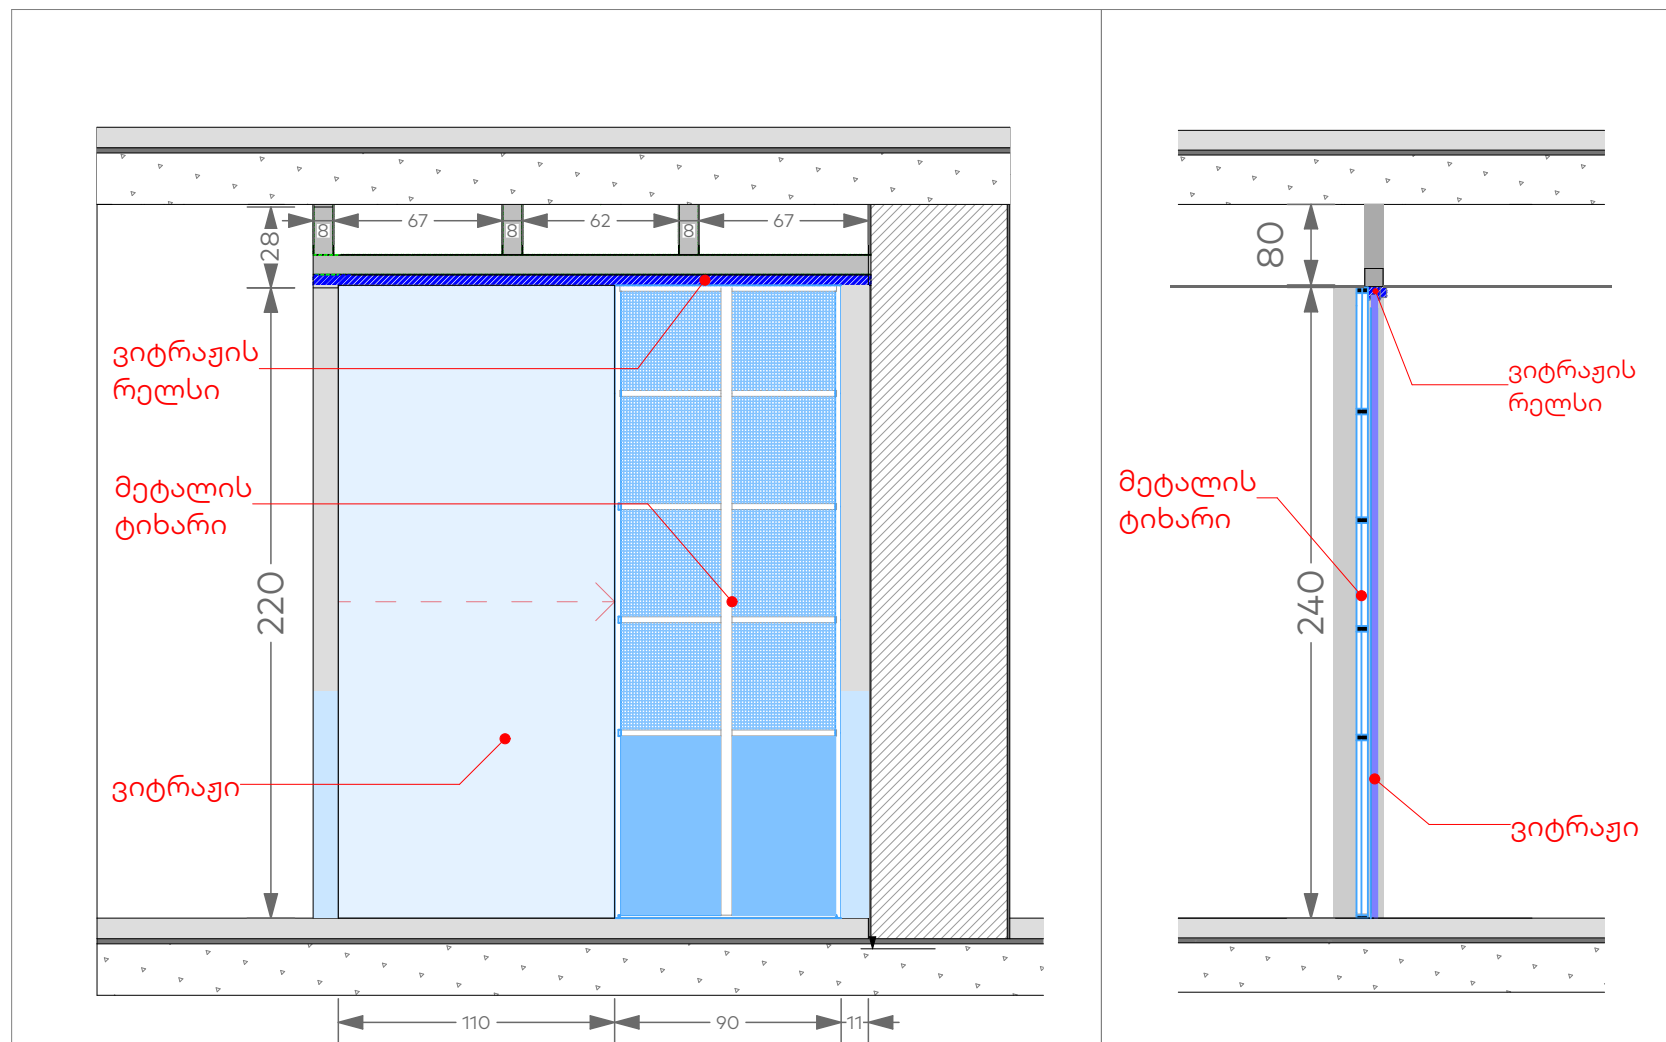 8
67
8
62
8
67
28
ვიტრაჟის
რელსი
მეტალის
ტიხარი
220
ვიტრაჟი
110
90
11
80
ვიტრაჟის
რელსი
მეტალის
ტიხარი
240
ვიტრაჟი